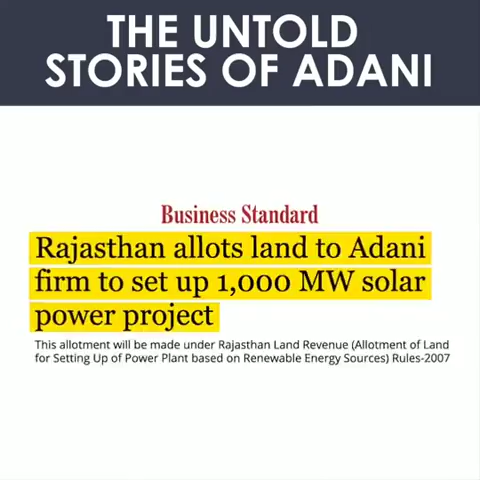 THE UNTOLD
STORIES OF ADANI
Business Standard
Rajasthan allots land to Adani
firm to set up 1,000 MW solar
power project
This allotment will be made under Rajasthan Land Revenue (Allotment of Land
for Setting Up of Power Plant based on Renewable Energy Sources) Rules-2007